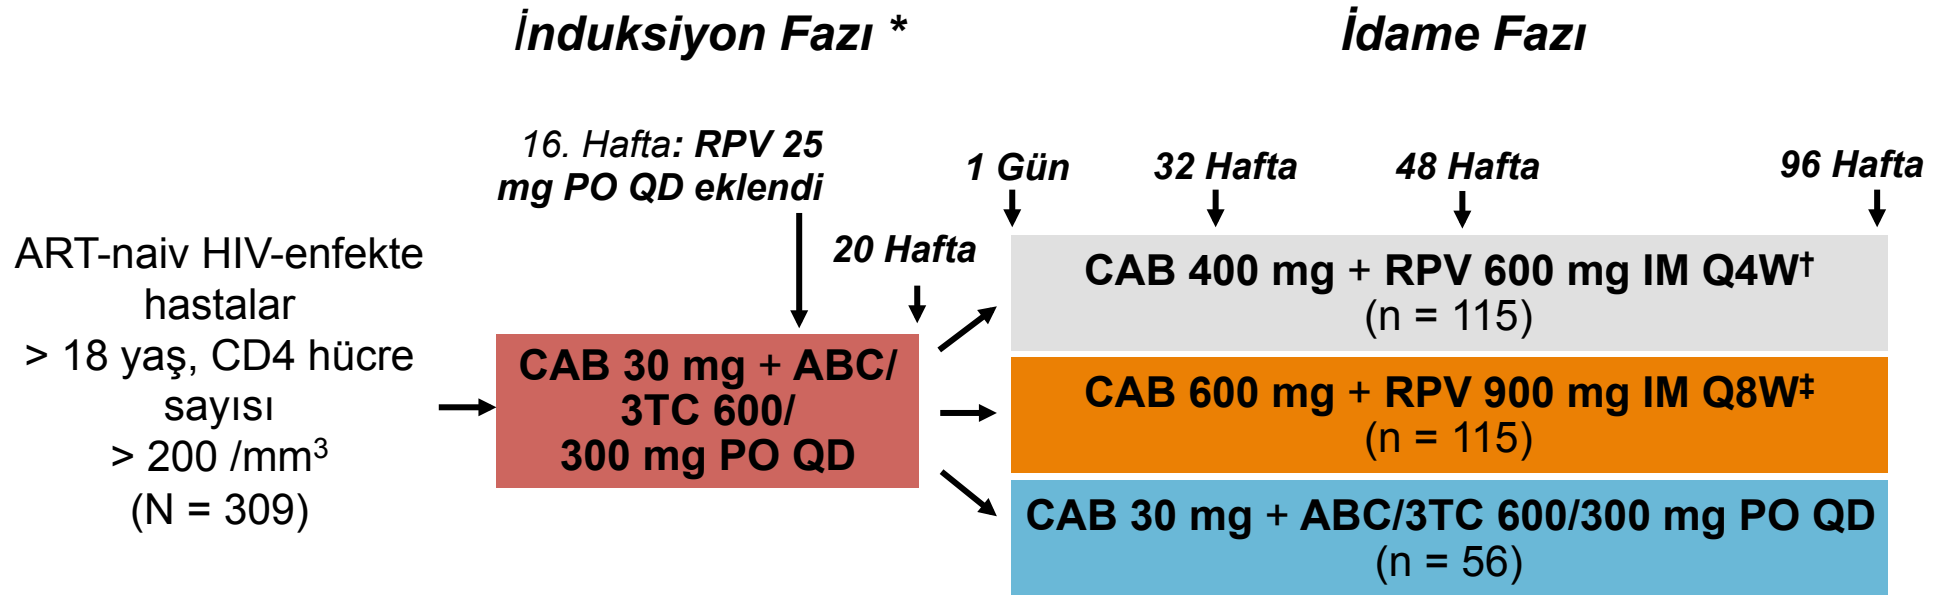 İnduksiyon Fazı *
İdame Fazı
16. Hafta: RPV 25
mg PO QD eklendi
20 Hafta
1 Gün
32 Hafta
48 Hafta
96 Hafta
ART-naiv HIV-enfekte
hastalar
> 18 yaş, CD4 hücre
sayısı
> 200 /mm³
(N = 309)
CAB 30 mg + ABC/
3TC 600/
300 mg PO QD
CAB 400 mg + RPV 600 mg IM Q4W†
(n = 115)
CAB 600 mg + RPV 900 mg IM Q8W‡
(n = 115)
CAB 30 mg + ABC/3TC 600/300 mg PO QD
(n = 56)